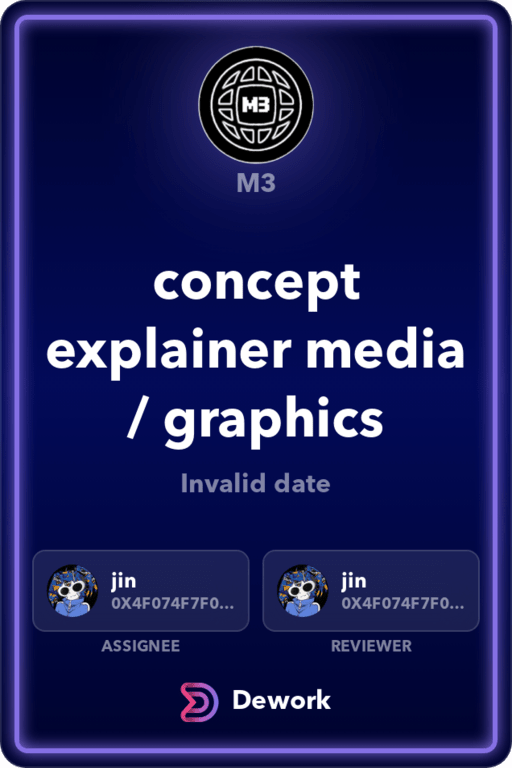 M3
M3
concept
explainer media
/ graphics
Invalid date
jin
0X4F074F7F0...
jin
0X4F074F7F0...
ASSIGNEE
REVIEWER
Dework